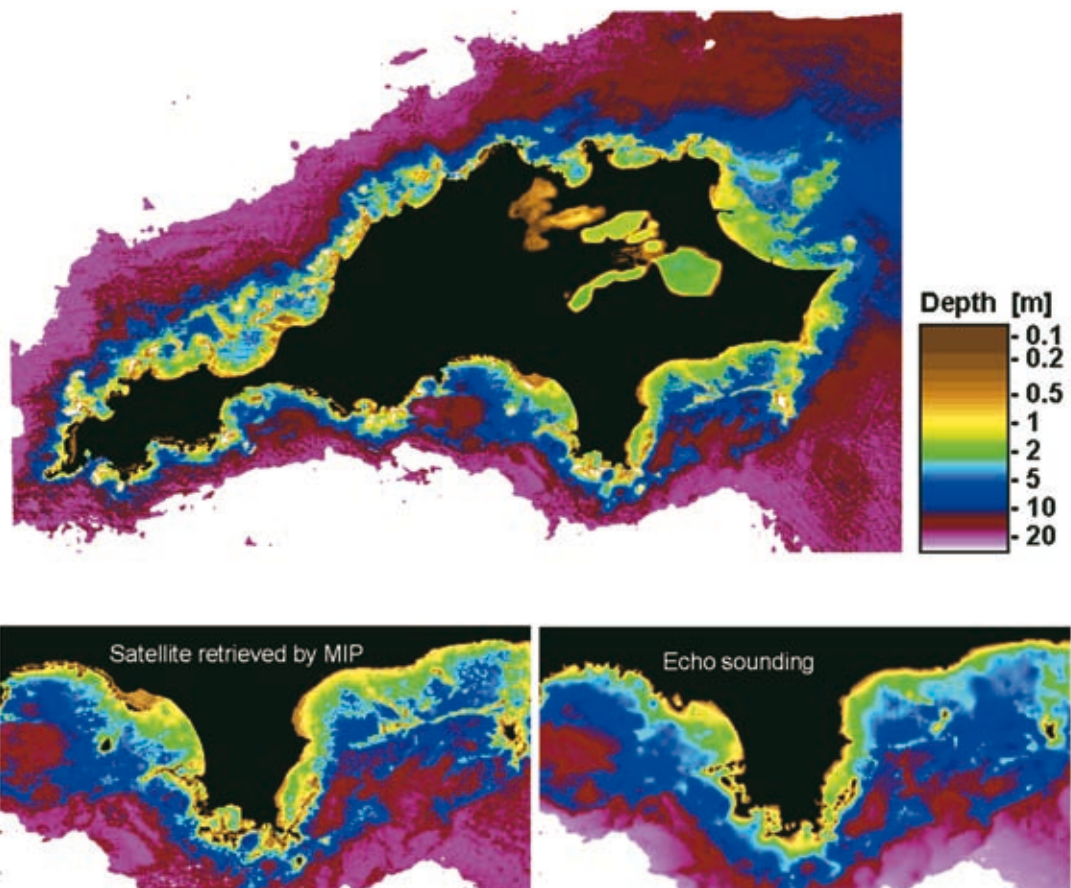 Depth [m]
- 0.1
- 0.2
- 0.5
- 1
- 2
- 5
- 10
- 20
Satellite retrieved by MIP
Echo sounding